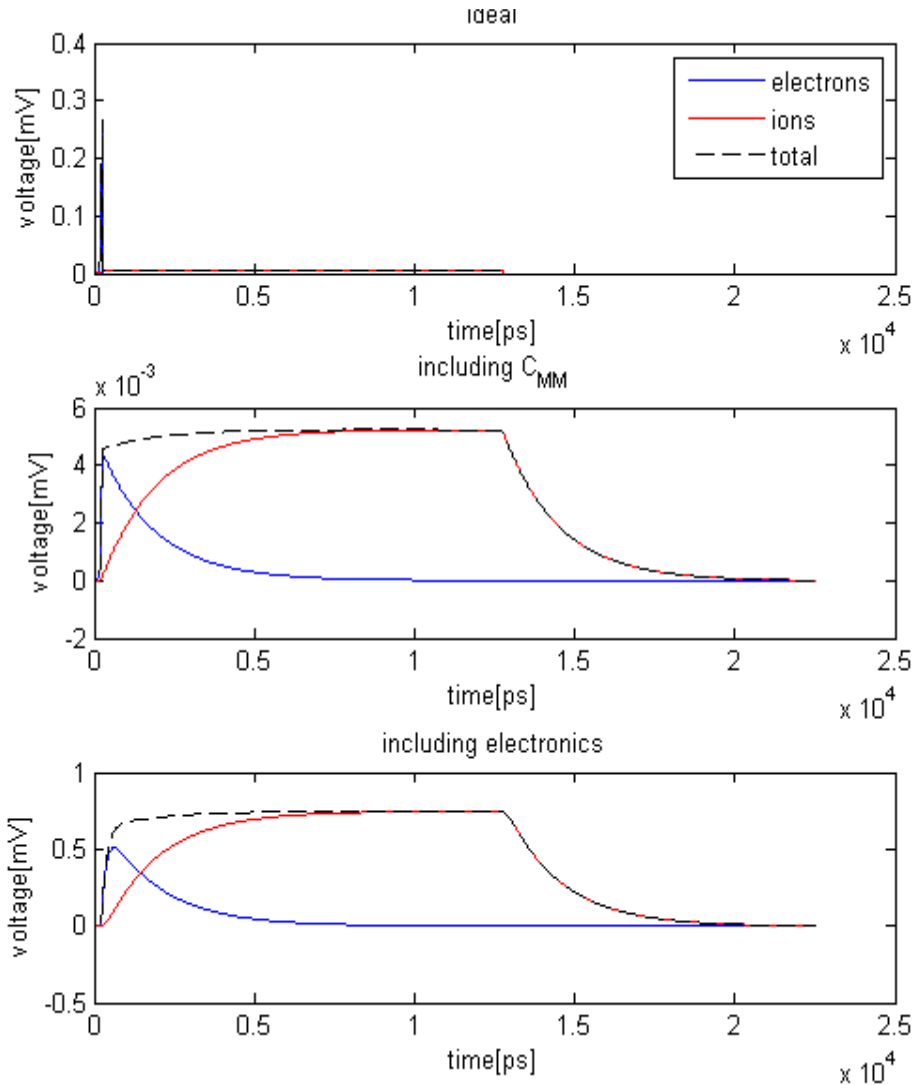 ideal
0.4
0.3
0.2
0.1
0
voltage[mV]
electrons
ions
total
0 0.5 1 1.5 2 2.5
time[ps]
x 10^4
including C_MM
x 10^-3
6
4
2
0
-2
voltage[mV]
0 0.5 1 1.5 2 2.5
time[ps]
x 10^4
including electronics
1
0.5
0
-0.5
voltage[mV]
0 0.5 1 1.5 2 2.5
time[ps]
x 10^4